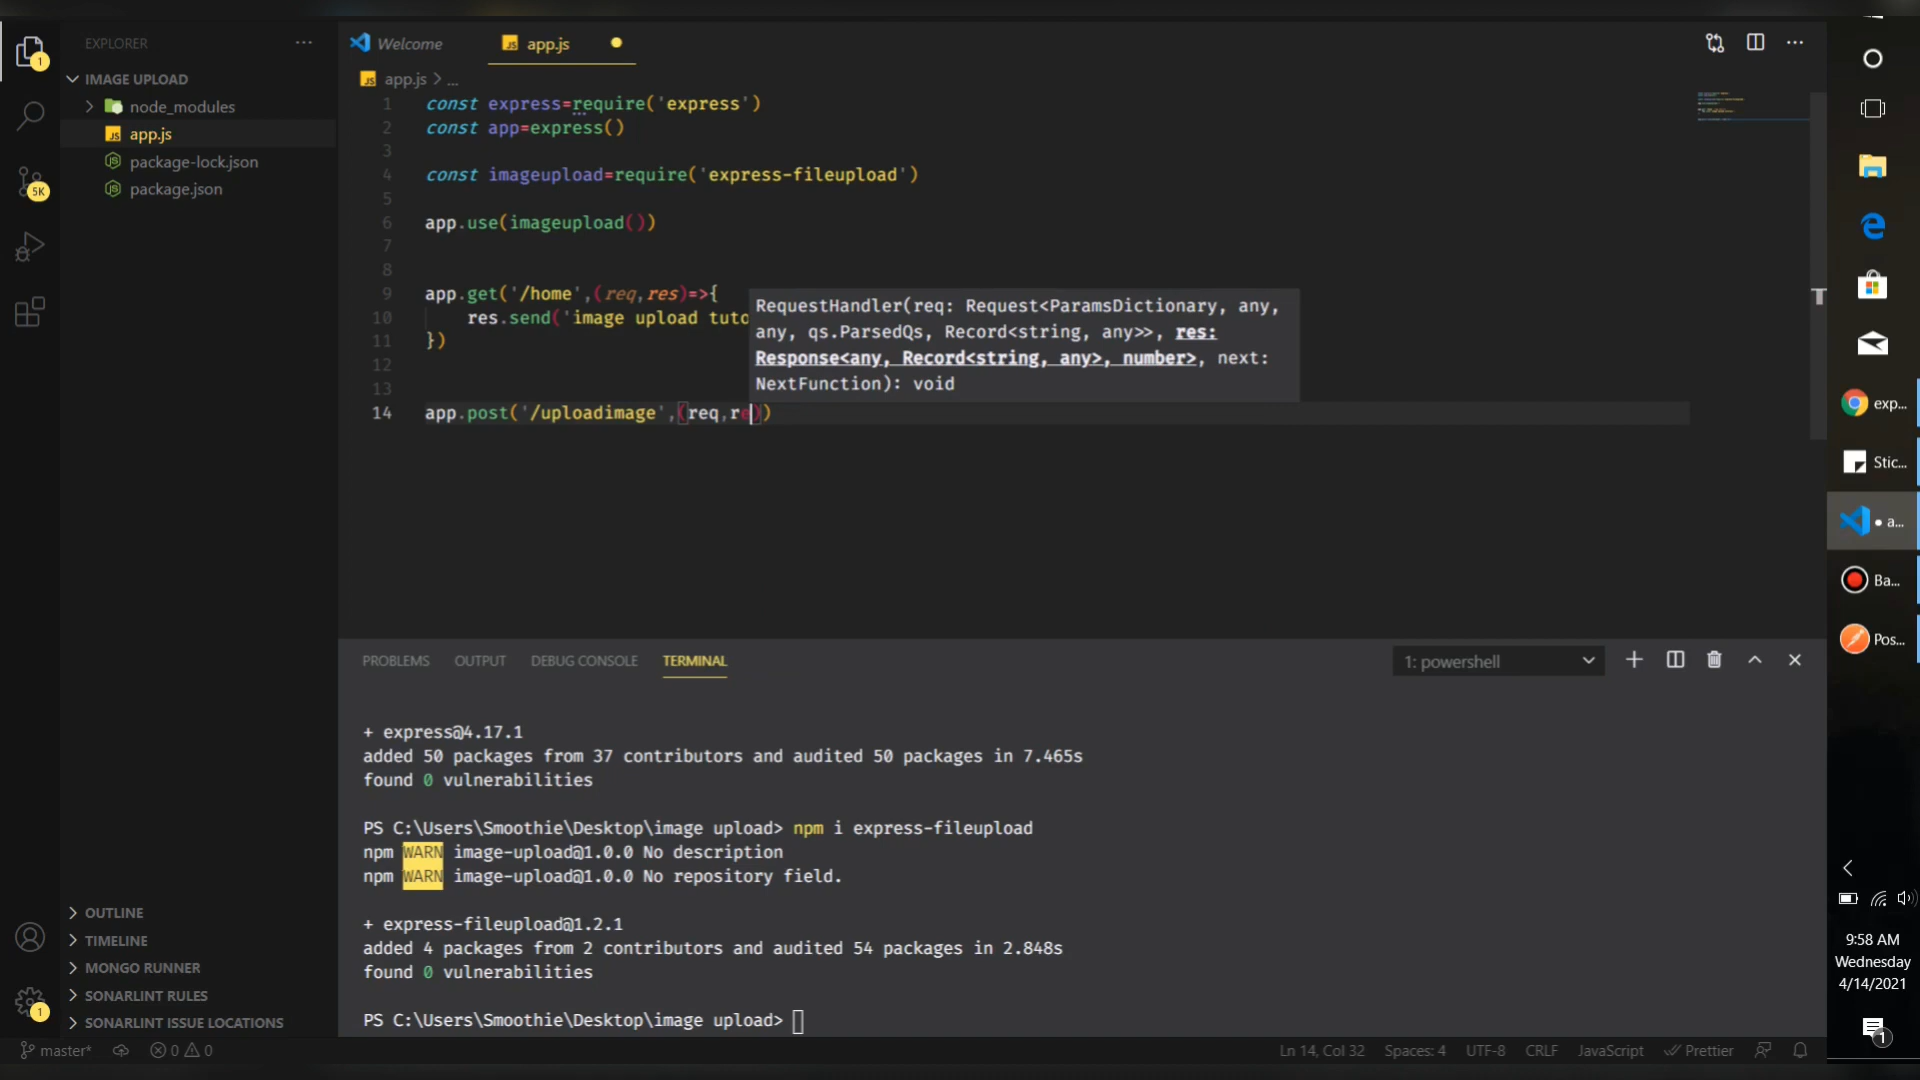 EXPLORER
IMAGE UPLOAD
node_modules
app.js
package-lock.json
package.json
1
5K
Welcome
app.js
app.js > ...
1 const express=require('express')
2 const app=express()
3
4 const imageupload=require('express-fileupload')
5
6 app.use(imageupload())
7
8
9 app.get('/home',(req,res)=>{
10 res.send('image upload tuto
11 })
12
13
14 app.post('/uploadimage',(req,re))
RequestHandler(req: Request<ParamsDictionary, any,
any, qs.ParsedQs, Record<string, any>>, res:
Response<any, Record<string, any>, number>, next:
NextFunction): void
PROBLEMS OUTPUT DEBUG CONSOLE TERMINAL
1: powershell
+ express@4.17.1
added 50 packages from 37 contributors and audited 50 packages in 7.465s
found 0 vulnerabilities
PS C:\Users\Smoothie\Desktop\image upload> npm i express-fileupload
npm WARN image-upload@1.0.0 No description
npm WARN image-upload@1.0.0 No repository field.
+ express-fileupload@1.2.1
added 4 packages from 2 contributors and audited 54 packages in 2.848s
found 0 vulnerabilities
PS C:\Users\Smoothie\Desktop\image upload>
OUTLINE
TIMELINE
MONGO RUNNER
SONARLINT RULES
SONARLINT ISSUE LOCATIONS
1
master* 0 0
Ln 14, Col 32 Spaces: 4 UTF-8 CRLF JavaScript Prettier
exp...
Stic...
a...
Ba...
Pos...
9:58 AM
Wednesday
4/14/2021
1